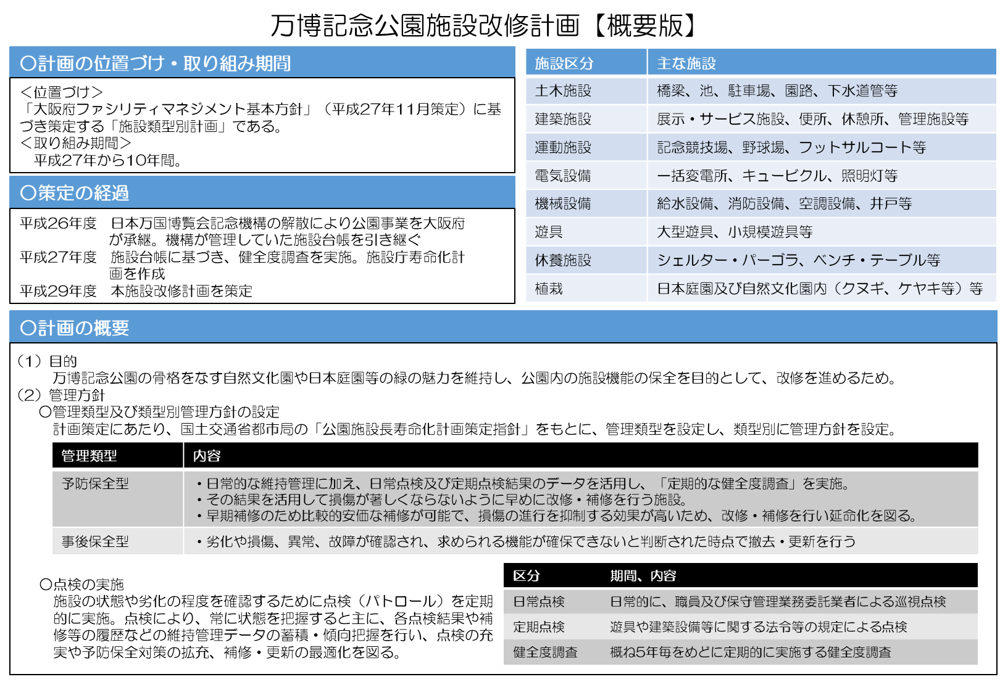 万博記念公園施設改修計画【概要版】
〇計画の位置づけ・取り組み期間
＜位置づけ＞
「大阪府ファシリティマネジメント基本方針」（平成27年11月策定）に基
づき策定する「施設類型別計画」である。
＜取り組み期間＞
平成27年から10年間。
〇策定の経過
平成26年度　日本万国博覧会記念機構の解散により公園事業を大阪府
が承継。機構が管理していた施設台帳を引き継ぐ
平成27年度　施設台帳に基づき、健全度調査を実施。施設庁寿命化計
画を作成
平成29年度　本施設改修計画を策定
施設区分　主な施設
土木施設　橋梁、池、駐車場、園路、下水道管等
建築施設　展示・サービス施設、便所、休憩所、管理施設等
運動施設　記念競技場、野球場、フットサルコート等
電気設備　一括変電所、キュービクル、照明灯等
機械設備　給水設備、消防設備、空調設備、井戸等
遊具　大型遊具、小規模遊具等
休養施設　シェルター・パーゴラ、ベンチ・テーブル等
植栽　日本庭園及び自然文化園内（クヌギ、ケヤキ等）等
〇計画の概要
（1）目的
万博記念公園の骨格をなす自然文化園や日本庭園等の緑の魅力を維持し、公園内の施設機能の保全を目的として、改修を進めるため。
（2）管理方針
〇管理類型及び類型別管理方針の設定
計画策定にあたり、国土交通省都市局の「公園施設長寿命化計画策定指針」をもとに、管理類型を設定し、類型別に管理方針を設定。
管理類型　内容
予防保全型　・日常的な維持管理に加え、日常点検及び定期点検結果のデータを活用し、「定期的な健全度調査」を実施。
・その結果を活用して損傷が著しくならないように早めに改修・補修を行う施設。
・早期補修のため比較的安価な補修が可能で、損傷の進行を抑制する効果が高いため、改修・補修を行い延命化を図る。
事後保全型　・劣化や損傷、異常、故障が確認され、求められる機能が確保できないと判断された時点で撤去・更新を行う
〇点検の実施
施設の状態や劣化の程度を確認するために点検（パトロール）を定期
的に実施。点検により、常に状態を把握すると主に、各点検結果や補
修等の履歴などの維持管理データの蓄積・傾向把握を行い、点検の充
実や予防保全対策の拡充、補修・更新の最適化を図る。
区分　期間、内容
日常点検　日常的に、職員及び保守管理業務委託業者による巡視点検
定期点検　遊具や建築設備等に関する法令等の規定による点検
健全度調査　概ね5年毎をめどに定期的に実施する健全度調査